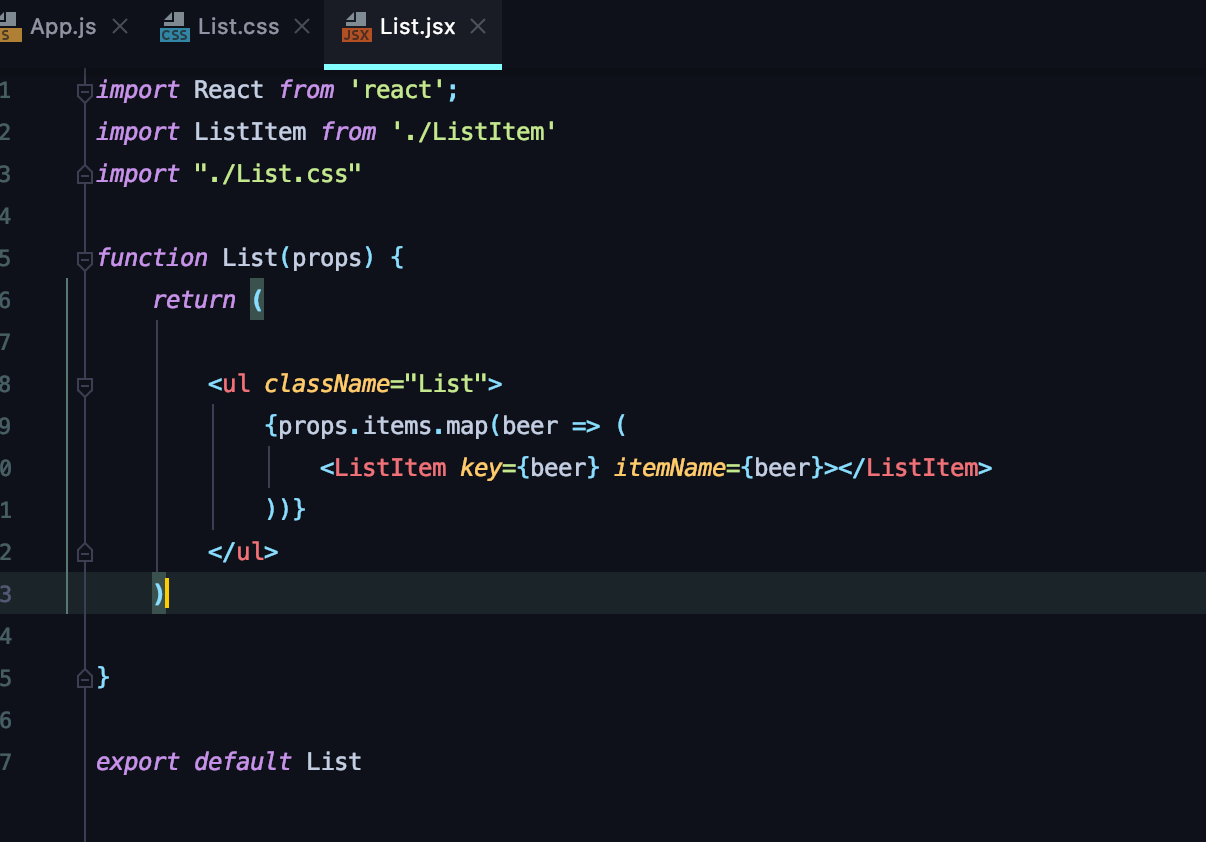 S App.js
CSS List.css
JSX List.jsx
1 import React from 'react';
2 import ListItem from './ListItem'
3 import "./List.css"
4
5 function List(props) {
6 return (
7
8 <ul className="List">
9 {props.items.map(beer => (
0 <ListItem key={beer} itemName={beer}></ListItem>
1 ))}
2 </ul>
3 )
4
5 }
6
7 export default List